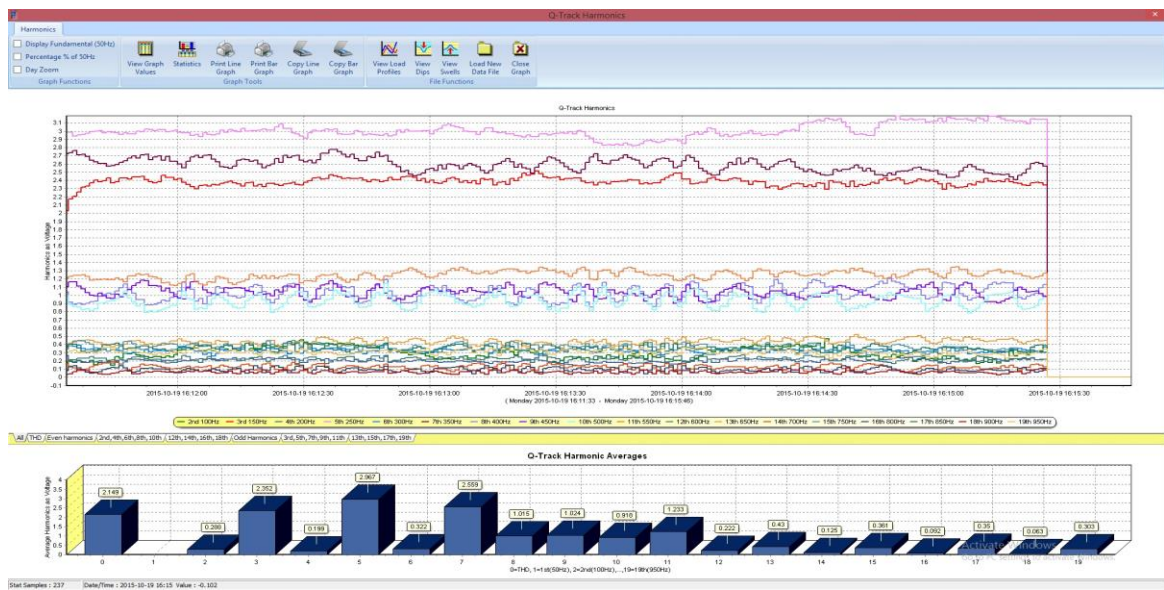 Q-Track Harmonics
Harmonics
Display Fundamental (50Hz)
Percentage % of 50Hz
Day Zoom
Graph Functions
View Graph Values
Statistics
Print Line Graph
Print Bar Graph
Copy Line Graph
Copy Bar Graph
Graph Tools
View Load Profiles
View Dips
View Swells
Load New Data File
Close Graph
File Functions
Q-Track Harmonics
Harmonics as Voltage
3.1
3
2.9
2.8
2.7
2.6
2.5
2.4
2.3
2.2
2.1
2
1.9
1.8
1.7
1.6
1.5
1.4
1.3
1.2
1.1
1
0.9
0.8
0.7
0.6
0.5
0.4
0.3
0.2
0.1
0
-0.1
2015-10-19 16:12:00 2015-10-19 16:12:30 2015-10-19 16:13:00 2015-10-19 16:13:30 2015-10-19 16:14:00 2015-10-19 16:14:30 2015-10-19 16:15:00 2015-10-19 16:15:30
( Monday 2015-10-19 16:11:33 - Monday 2015-10-19 16:15:46)
2nd 100Hz 3rd 150Hz 4th 200Hz 5th 250Hz 6th 300Hz 7th 350Hz 8th 400Hz 9th 450Hz 10th 500Hz 11th 550Hz 12th 600Hz 13th 650Hz 14th 700Hz 15th 750Hz 16th 800Hz 17th 850Hz 18th 900Hz 19th 950Hz
All THD Even harmonics 2nd,4th,6th,8th,10th 12th,14th,16th,18th Odd Harmonics 3rd,5th,7th,9th,11th 13th,15th,17th,19th
Q-Track Harmonic Averages
Average Harmonics as Voltage
4
3.5
3
2.5
2
1.5
1
0.5
0
2.149 2.352 0.199 2.967 0.322 2.559 1.015 1.024 0.918 1.233 0.222 0.43 0.125 0.361 0.092 0.35 0.063 0.303
0 1 2 3 4 5 6 7 8 9 10 11 12 13 14 15 16 17 18 19
0=THD, 1=1st(50Hz), 2=2nd(100Hz),...,19=19th(950Hz)
Activate Windows
Go to PC settings to activate Windows.
Stat Samples : 237 Date/Time : 2015-10-19 16:15 Value : -0.102